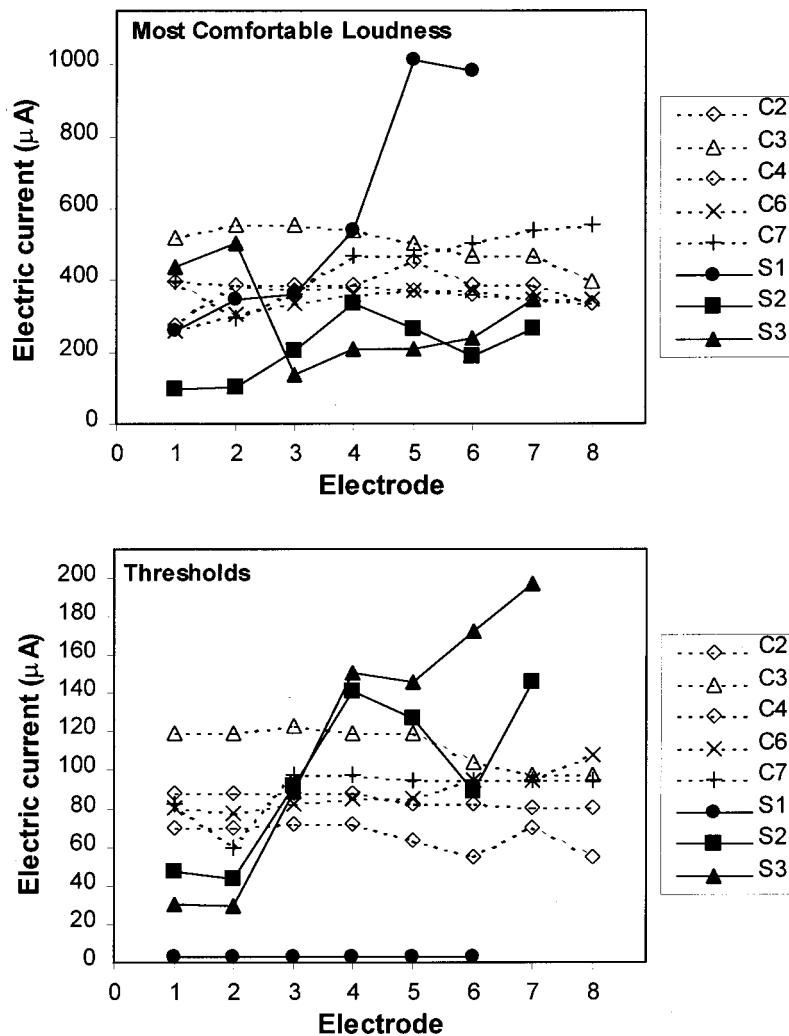 Most Comfortable Loudness
Electric current (µA)
1000
800
600
400
200
0
0 1 2 3 4 5 6 7 8
Electrode
C2
C3
C4
C6
C7
S1
S2
S3
Thresholds
Electric current (µA)
200
180
160
140
120
100
80
60
40
20
0
0 1 2 3 4 5 6 7 8
Electrode
C2
C3
C4
C6
C7
S1
S2
S3